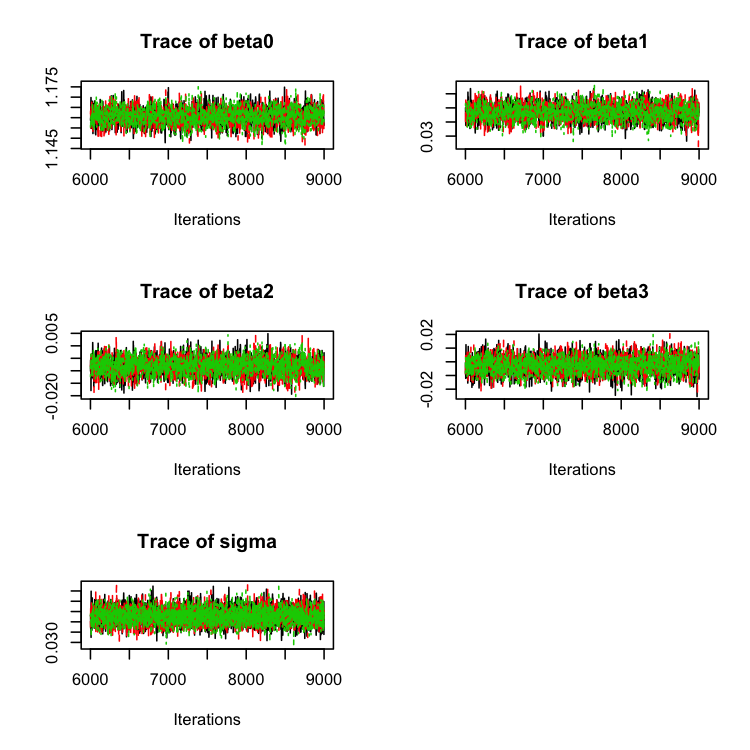 Trace of beta0
1.175
1.145
6000 7000 8000 9000
Iterations
Trace of beta1
0.03
6000 7000 8000 9000
Iterations
Trace of beta2
0.005
-0.020
6000 7000 8000 9000
Iterations
Trace of beta3
0.02
-0.02
6000 7000 8000 9000
Iterations
Trace of sigma
0.030
6000 7000 8000 9000
Iterations